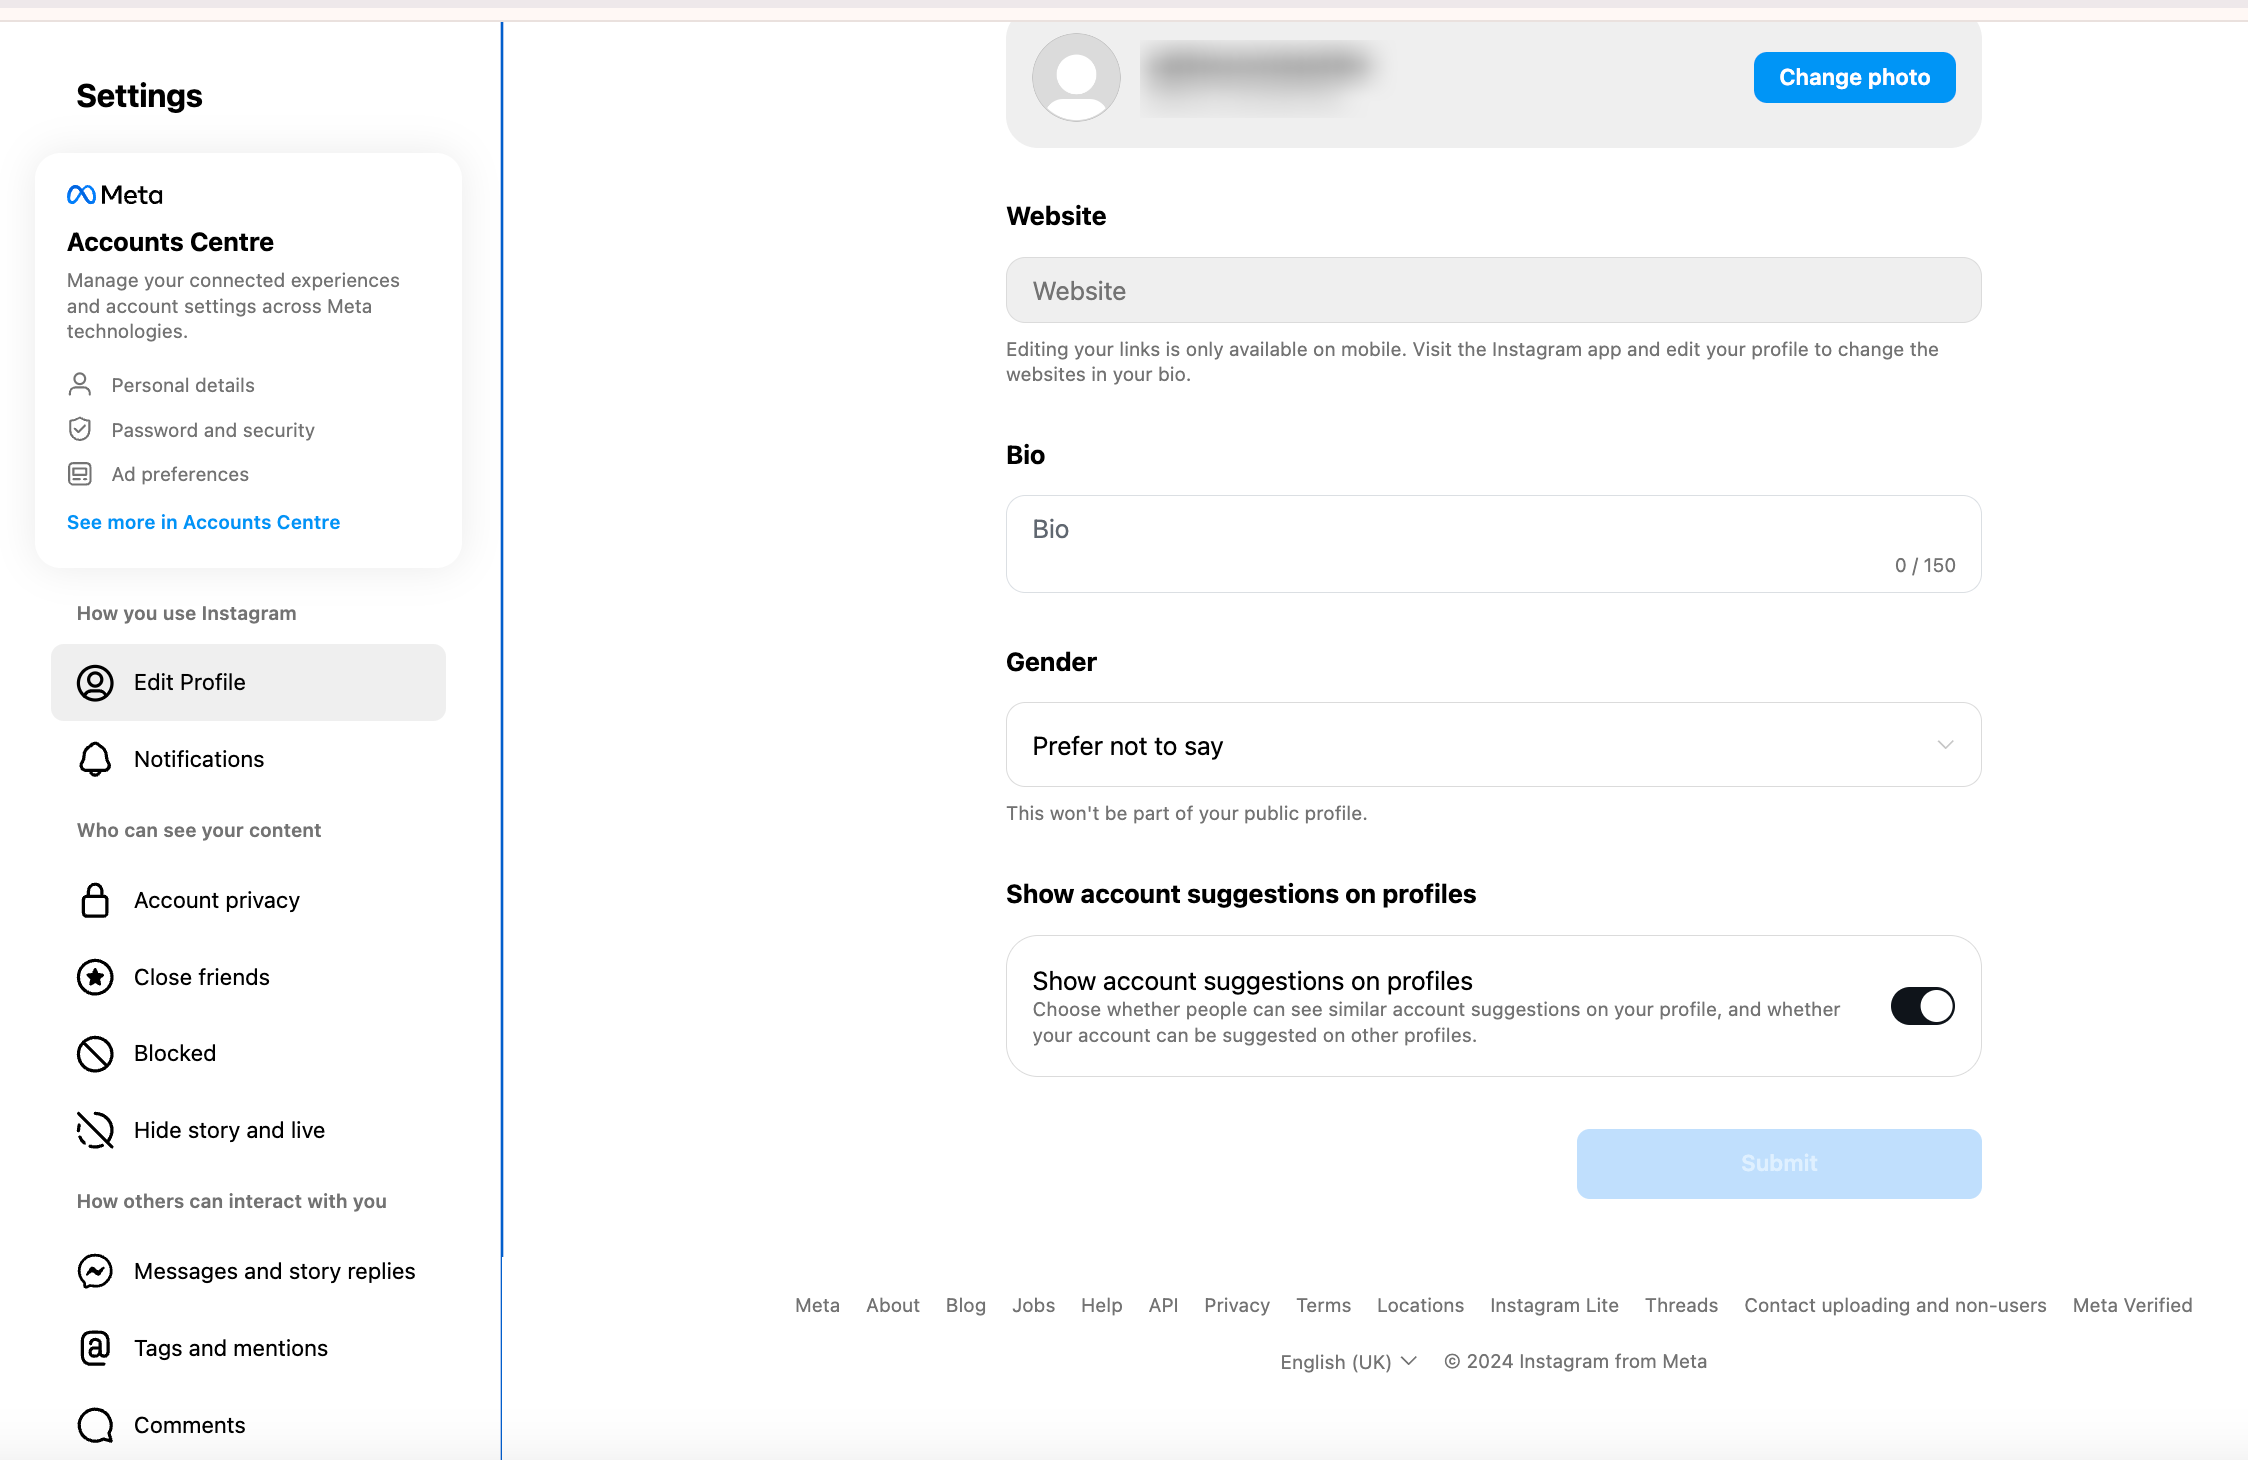 Settings
Meta
Accounts Centre
Manage your connected experiences
and account settings across Meta
technologies.
Personal details
Password and security
Ad preferences
See more in Accounts Centre
How you use Instagram
Edit Profile
Notifications
Who can see your content
Account privacy
Close friends
Blocked
Hide story and live
How others can interact with you
Messages and story replies
Tags and mentions
Comments
Change photo
Website
Website
Editing your links is only available on mobile. Visit the Instagram app and edit your profile to change the
websites in your bio.
Bio
Bio
0 / 150
Gender
Prefer not to say
This won't be part of your public profile.
Show account suggestions on profiles
Show account suggestions on profiles
Choose whether people can see similar account suggestions on your profile, and whether
your account can be suggested on other profiles.
Submit
Meta About Blog Jobs Help API Privacy Terms Locations Instagram Lite Threads Contact uploading and non-users Meta Verified
English (UK) © 2024 Instagram from Meta